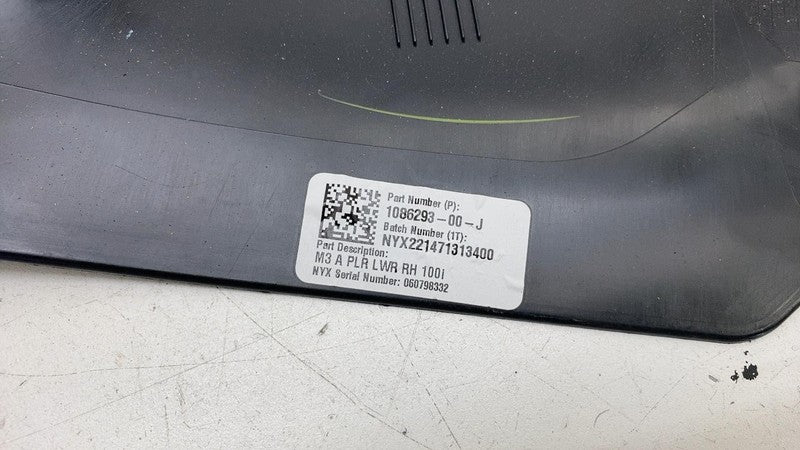 Part Number (P):
1086293-00-J
Batch Number (1T):
NYX221471313400
Part Description:
M3 A PLR LWR RH 100i
NYX Serial Number: 060798332